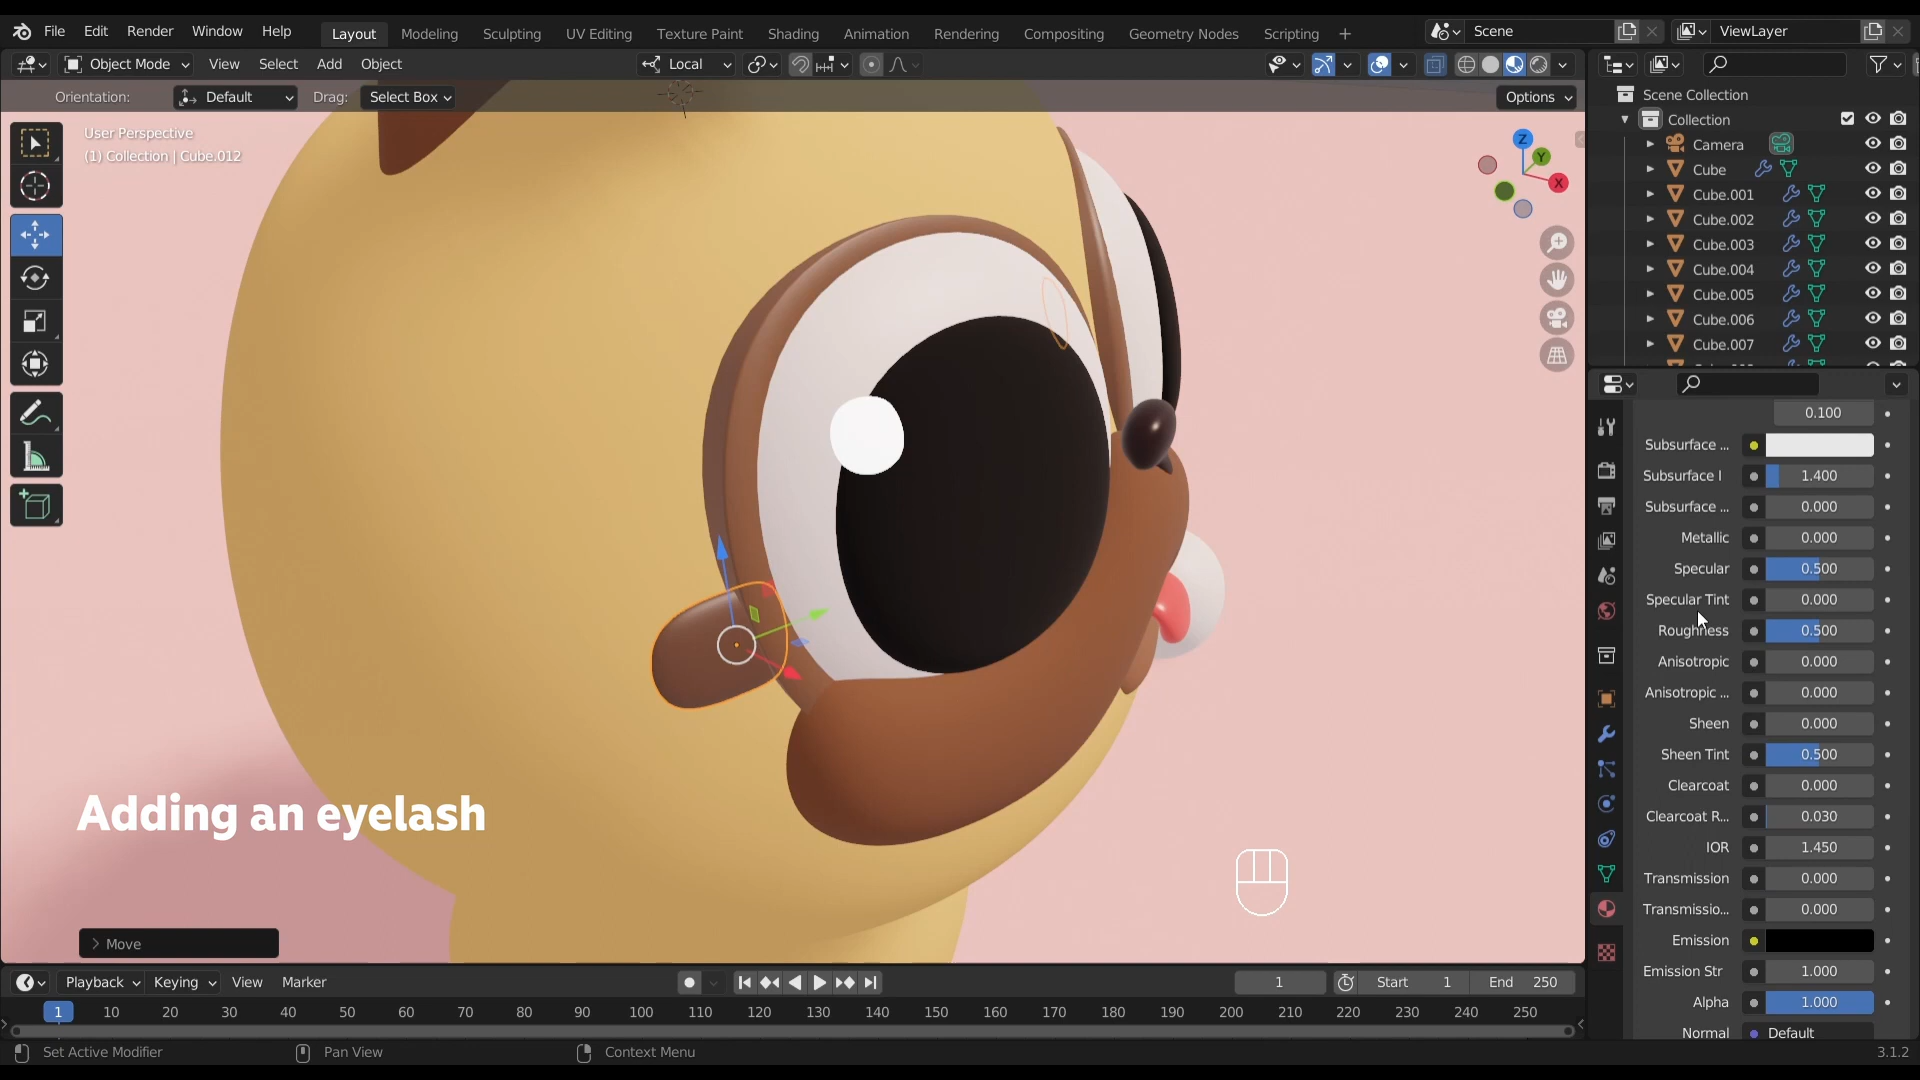 File Edit Render Window Help Layout Modeling Sculpting UV Editing Texture Paint Shading Animation Rendering Compositing Geometry Nodes Scripting + Scene ViewLayer
Object Mode View Select Add Object Local
Orientation: Default Drag: Select Box Options
User Perspective
(1) Collection | Cube.012
Z
Y
X
Scene Collection
Collection
Camera
Cube
Cube.001
Cube.002
Cube.003
Cube.004
Cube.005
Cube.006
Cube.007
0.100
Subsurface ...
Subsurface I 1.400
Subsurface ... 0.000
Metallic 0.000
Specular 0.500
Specular Tint 0.000
Roughness 0.500
Anisotropic 0.000
Anisotropic ... 0.000
Sheen 0.000
Sheen Tint 0.500
Clearcoat 0.000
Clearcoat R... 0.030
IOR 1.450
Transmission 0.000
Transmissio... 0.000
Emission
Emission Str 1.000
Alpha 1.000
Normal Default
Adding an eyelash
Move
Playback Keying View Marker 1 Start 1 End 250
1 10 20 30 40 50 60 70 80 90 100 110 120 130 140 150 160 170 180 190 200 210 220 230 240 250
Set Active Modifier Pan View Context Menu 3.1.2